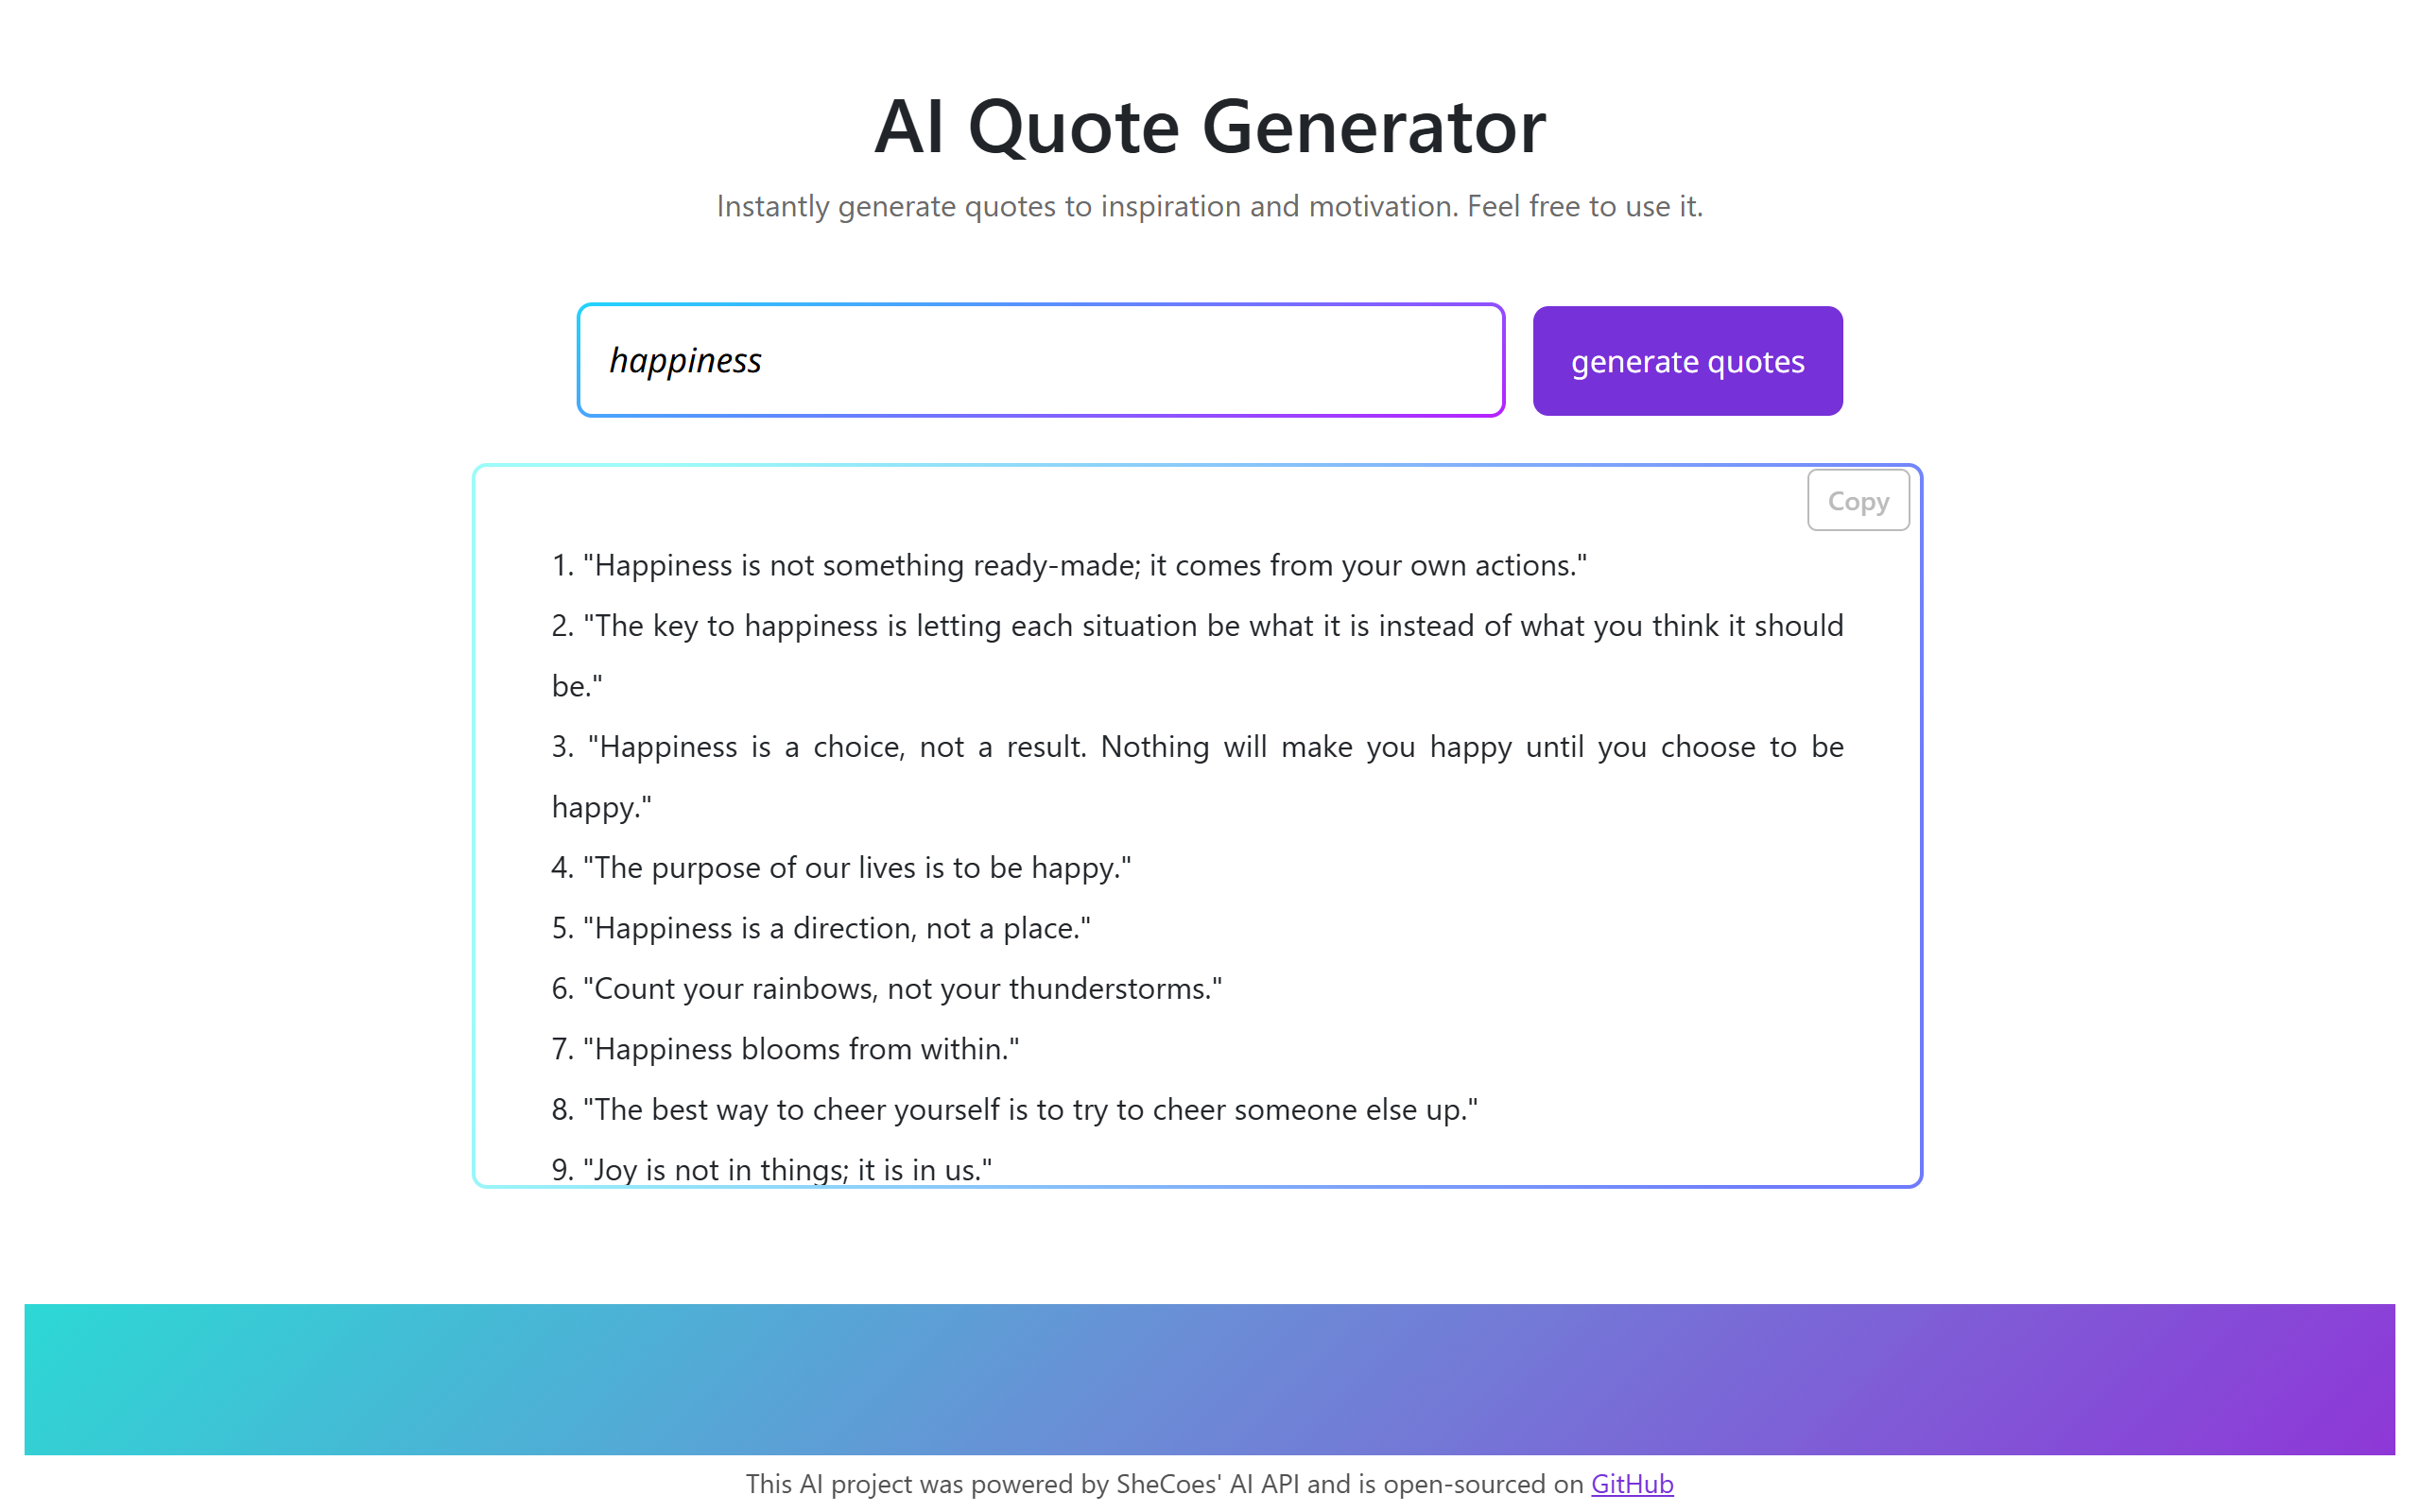 AI Quote Generator
Instantly generate quotes to inspiration and motivation. Feel free to use it.
happiness
generate quotes
Copy
1. "Happiness is not something ready-made; it comes from your own actions."
2. "The key to happiness is letting each situation be what it is instead of what you think it should
be."
3. "Happiness is a choice, not a result. Nothing will make you happy until you choose to be
happy."
4. "The purpose of our lives is to be happy."
5. "Happiness is a direction, not a place."
6. "Count your rainbows, not your thunderstorms."
7. "Happiness blooms from within."
8. "The best way to cheer yourself is to try to cheer someone else up."
9. "Joy is not in things; it is in us."
This AI project was powered by SheCoes' AI API and is open-sourced on GitHub